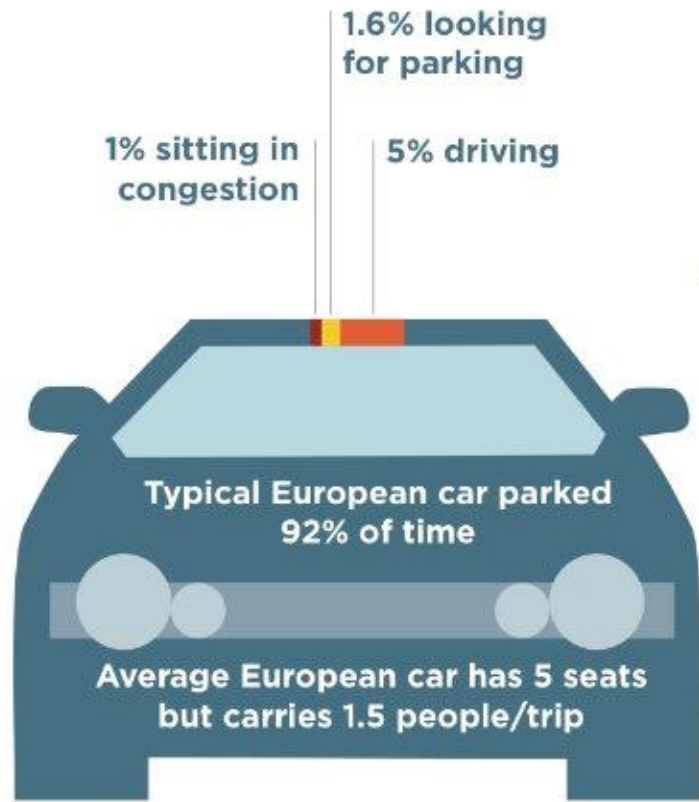 1.6% looking
for parking
1% sitting in
congestion
5% driving
Typical European car parked
92% of time
Average European car has 5 seats
but carries 1.5 people/trip